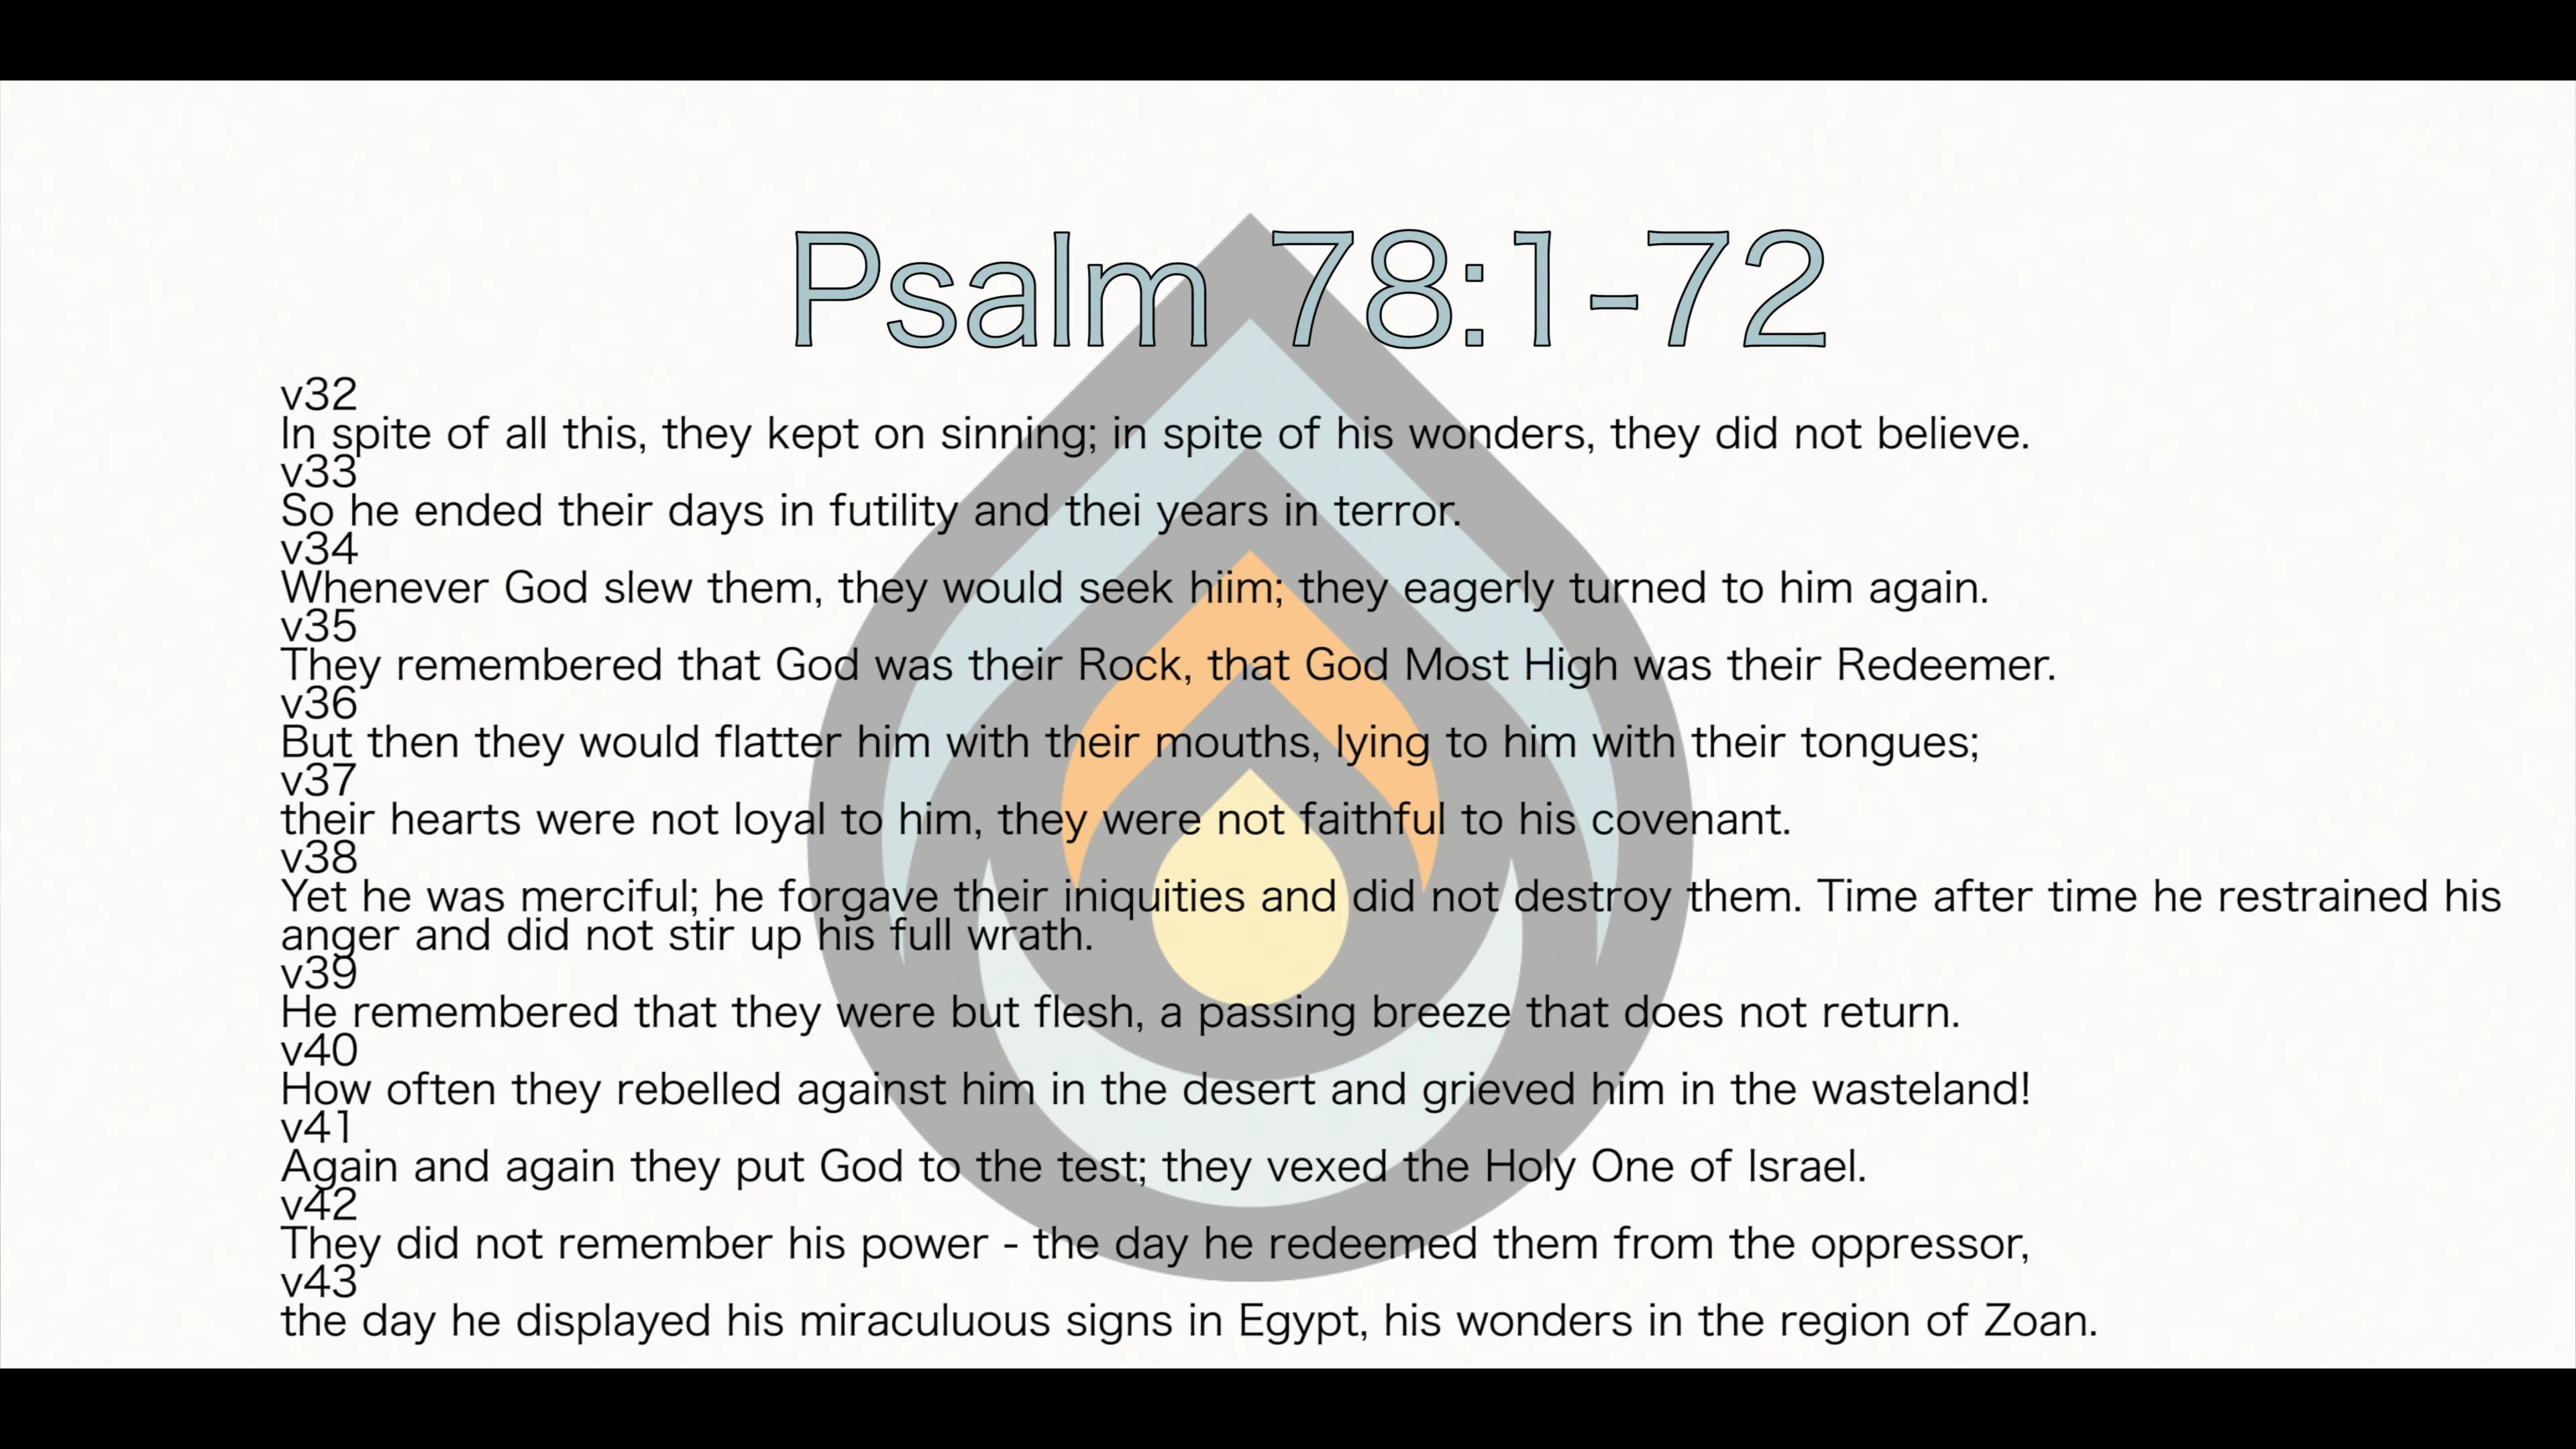 Psalm 78:1-72
v32
In spite of all this, they kept on sinning; in spite of his wonders, they did not believe.
v33
So he ended their days in futility and thei years in terror.
v34
Whenever God slew them, they would seek hiim; they eagerly turned to him again.
v35
They remembered that God was their Rock, that God Most High was their Redeemer.
v36
But then they would flatter him with their mouths, lying to him with their tongues;
v37
their hearts were not loyal to him, they were not faithful to his covenant.
v38
Yet he was merciful; he forgave their iniquities and did not destroy them. Time after time he restrained his
anger and did not stir up his full wrath.
v39
He remembered that they were but flesh, a passing breeze that does not return.
v40
How often they rebelled against him in the desert and grieved him in the wasteland!
v41
Again and again they put God to the test; they vexed the Holy One of Israel.
v42
They did not remember his power - the day he redeemed them from the oppressor,
v43
the day he displayed his miraculuous signs in Egypt, his wonders in the region of Zoan.